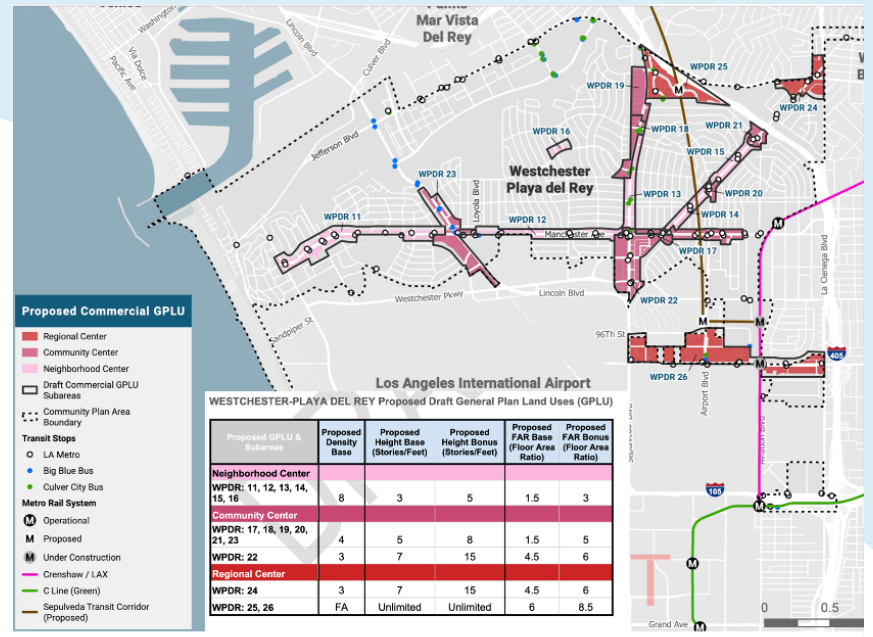 Mar Vista
Del Rey
Washington
Lincoln Blvd
Culver Blvd
Via Dolce
Pacific Ave
Jefferson Blvd
WPDR 25
WPDR 19
WPDR 24
WPDR 18
WPDR 21
WPDR 16
WPDR 15
Westchester
Playa del Rey
WPDR 23
Loyola Blvd
WPDR 20
WPDR 13
WPDR 11
WPDR 12
WPDR 14
Manchester Ave
WPDR 17
La Cienega Blvd
Westchester Pkwy
Lincoln Blvd
WPDR 22
Sandpiper St
96Th St
405
WPDR 26
Airport Blvd
Aviation Blvd
Los Angeles International Airport
105
Grand Ave
0 0.5
Proposed Commercial GPLU
Regional Center
Community Center
Neighborhood Center
Draft Commercial GPLU
Subareas
Community Plan Area
Boundary
Transit Stops
LA Metro
Big Blue Bus
Culver City Bus
Metro Rail System
M Operational
M Proposed
M Under Construction
Crenshaw / LAX
C Line (Green)
Sepulveda Transit Corridor
(Proposed)
WESTCHESTER-PLAYA DEL REY Proposed Draft General Plan Land Uses (GPLU)
Proposed GPLU & Subareas Proposed Density Base Proposed Height Base (Stories/Feet) Proposed Height Bonus (Stories/Feet) Proposed FAR Base (Floor Area Ratio) Proposed FAR Bonus (Floor Area Ratio)
Neighborhood Center
WPDR: 11, 12, 13, 14, 15, 16 8 3 5 1.5 3
Community Center
WPDR: 17, 18, 19, 20, 21, 23 4 5 8 1.5 5
WPDR: 22 3 7 15 4.5 6
Regional Center
WPDR: 24 3 7 15 4.5 6
WPDR: 25, 26 FA Unlimited Unlimited 6 8.5